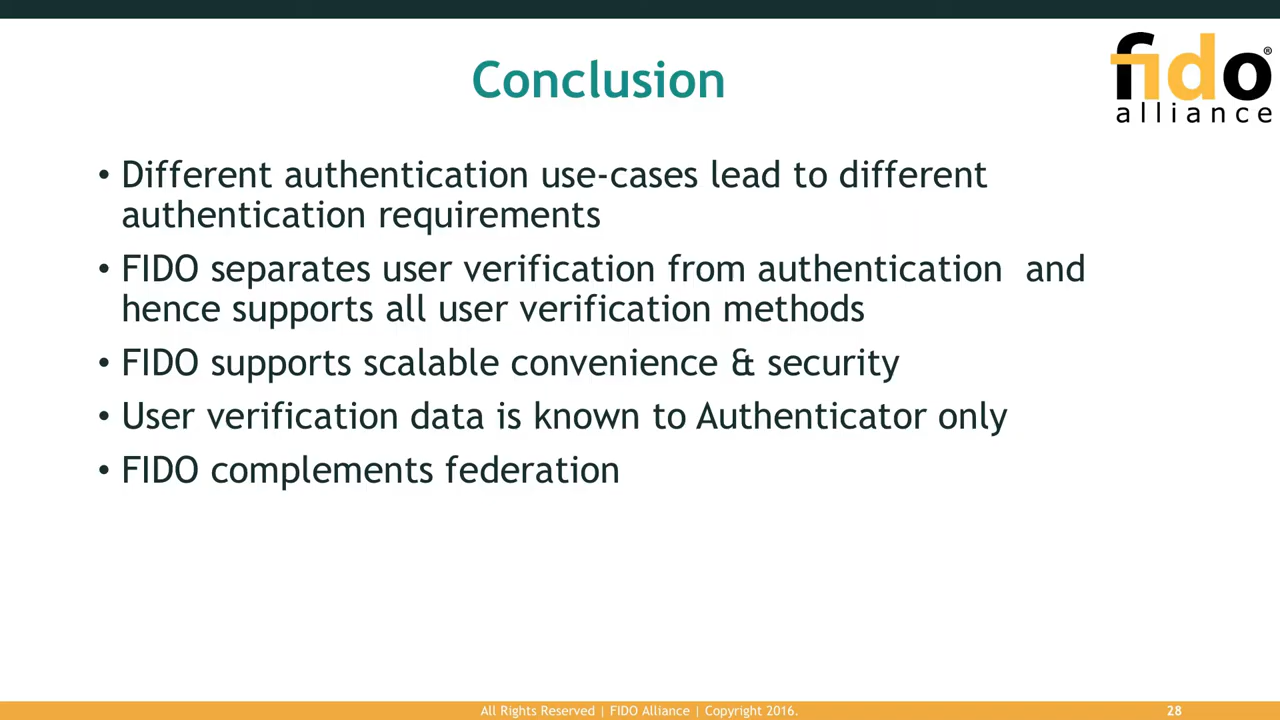 Conclusion
fido®
alliance
• Different authentication use-cases lead to different
authentication requirements
• FIDO separates user verification from authentication  and
hence supports all user verification methods
• FIDO supports scalable convenience & security
• User verification data is known to Authenticator only
• FIDO complements federation
All Rights Reserved | FIDO Alliance | Copyright 2016.
28